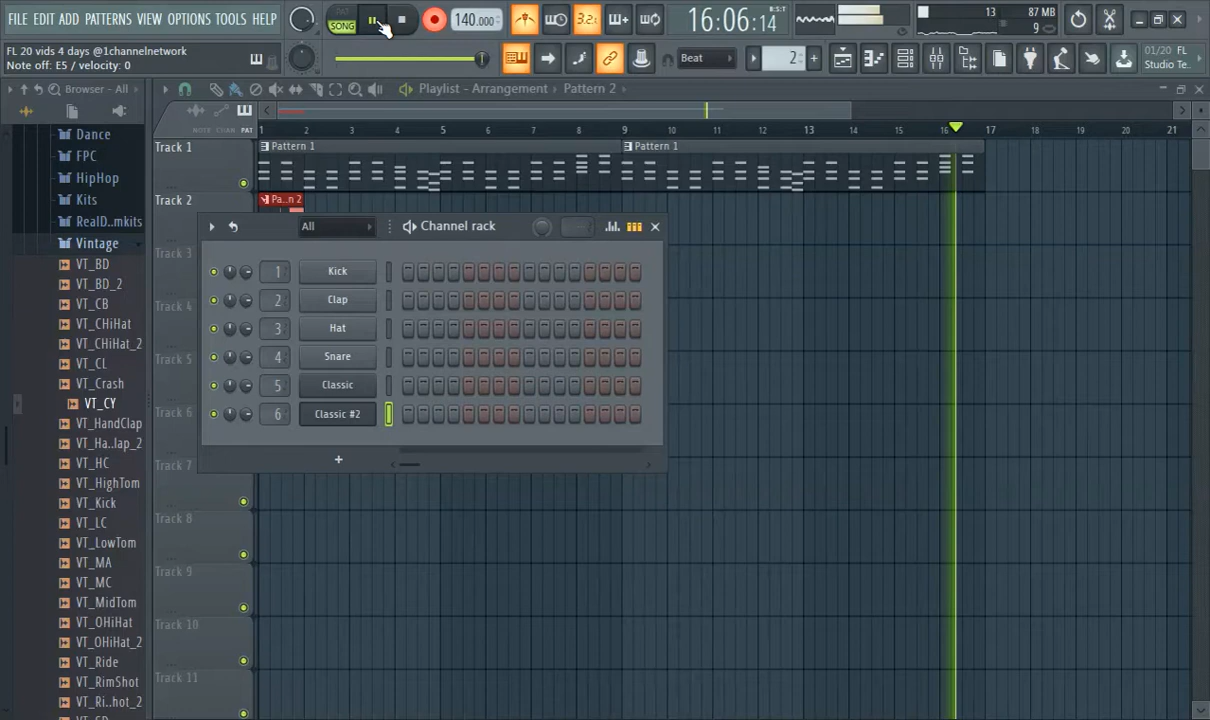 FILE EDIT ADD PATTERNS VIEW OPTIONS TOOLS HELP
PAT
SONG
140.000
3.2
16:06:14
B:S:T
13
87 MB
9
FL 20 vids 4 days @1channelnetwork
Note off: E5 / velocity: 0
Beat
2
01/20 FL
Studio Te..
Browser - All
Playlist - Arrangement
Pattern 2
NOTE CHAN PAT
1 2 3 4 5 6 7 8 9 10 11 12 13 14 15 16 17 18 19 20 21
Dance
FPC
HipHop
Kits
RealD..mkits
Vintage
VT_BD
VT_BD_2
VT_CB
VT_CHiHat
VT_CHiHat_2
VT_CL
VT_Crash
VT_CY
VT_HandClap
VT_Ha..lap_2
VT_HC
VT_HighTom
VT_Kick
VT_LC
VT_LowTom
VT_MA
VT_MC
VT_MidTom
VT_OHiHat
VT_OHiHat_2
VT_Ride
VT_RimShot
VT_Ri..hot_2
Track 1
Pattern 1
Pattern 1
Track 2
Pa..n 2
Track 3
Track 4
Track 5
Track 6
Track 7
Track 8
Track 9
Track 10
Track 11
All
Channel rack
1 Kick
2 Clap
3 Hat
4 Snare
5 Classic
6 Classic #2
+